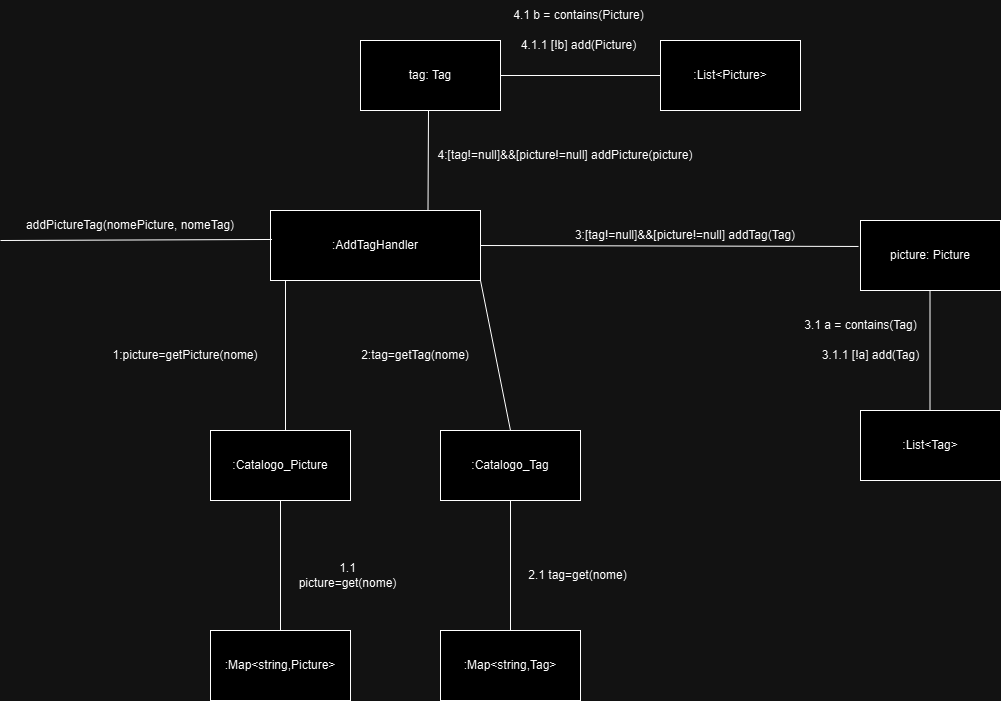 4.1 b = contains(Picture)
4.1.1 [!b] add(Picture)
tag: Tag
:List<Picture>
4:[tag!=null]&&[picture!=null] addPicture(picture)
addPictureTag(nomePicture, nomeTag)
:AddTagHandler
3:[tag!=null]&&[picture!=null] addTag(Tag)
picture: Picture
3.1 a = contains(Tag)
3.1.1 [!a] add(Tag)
1:picture=getPicture(nome)
2:tag=getTag(nome)
:List<Tag>
:Catalogo_Picture
:Catalogo_Tag
1.1
picture=get(nome)
2.1 tag=get(nome)
:Map<string,Picture>
:Map<string,Tag>